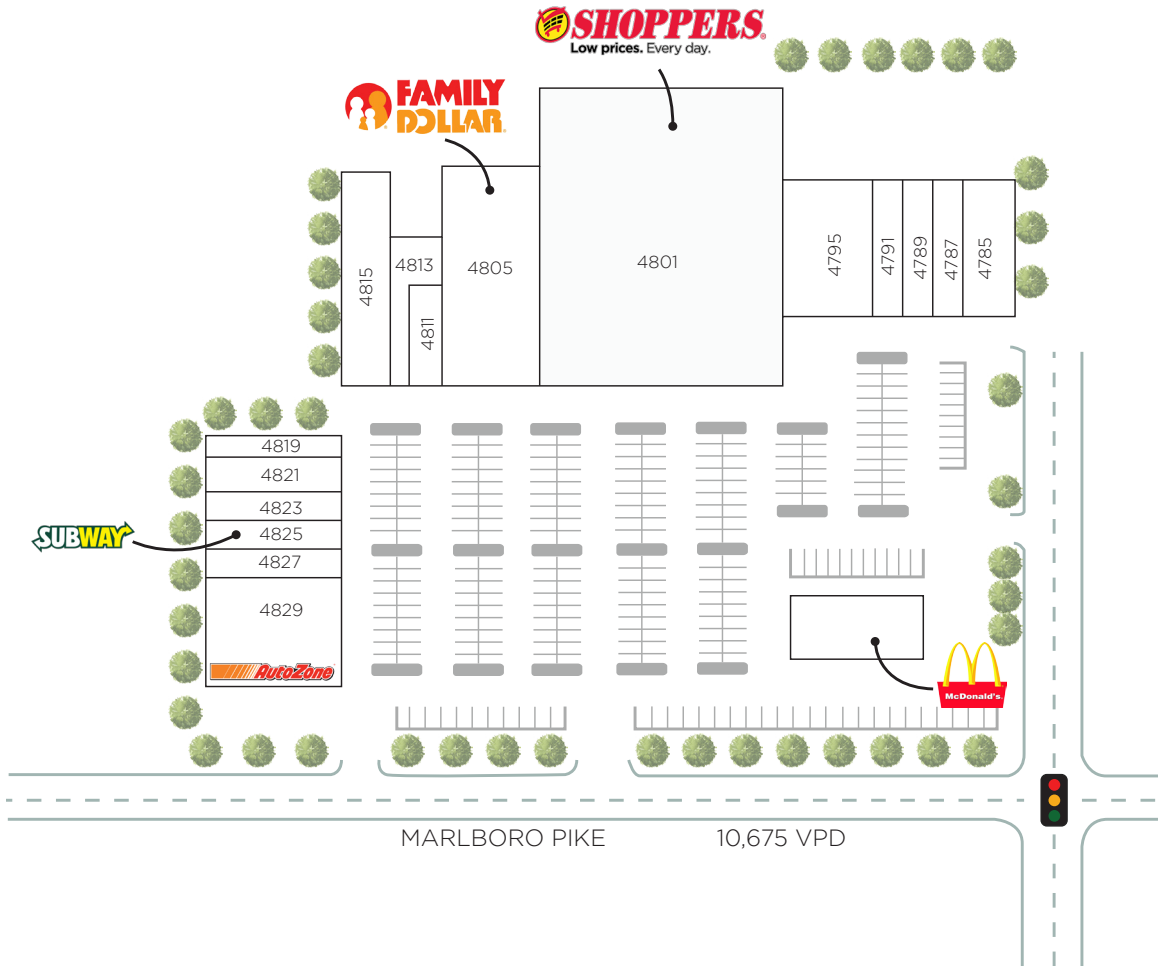 SHOPPERS®
Low prices. Every day.
FAMILY
DOLLAR®
4815
4813
4811
4805
4801
4795
4791
4789
4787
4785
4819
4821
4823
SUBWAY
4825
4827
4829
AutoZone
McDonald's
MARLBORO PIKE 10,675 VPD